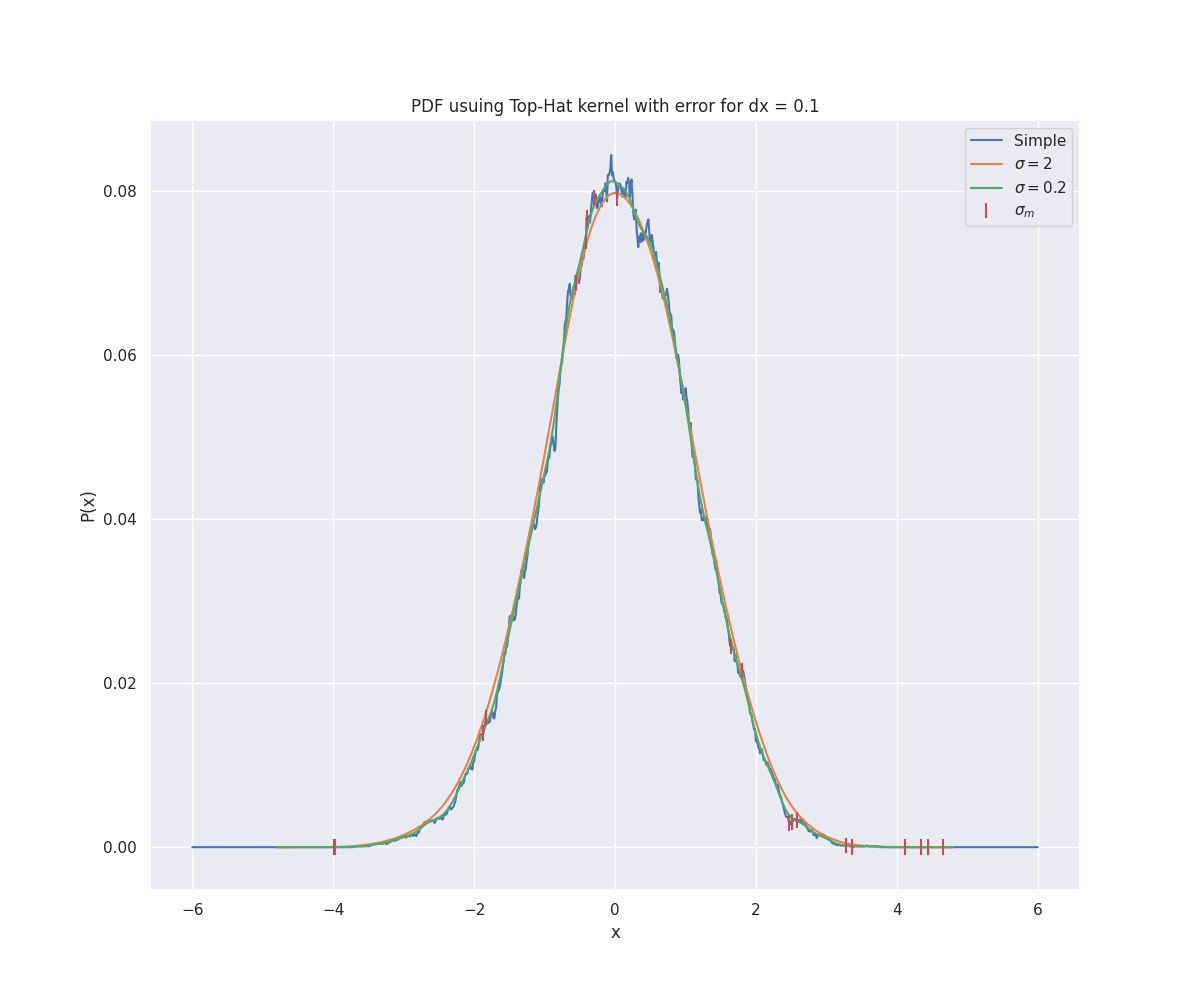 PDF usuing Top-Hat kernel with error for dx = 0.1
Simple
σ = 2
σ = 0.2
σₘ
0.08
0.06
0.04
0.02
0.00
P(x)
−6 −4 −2 0 2 4 6
x